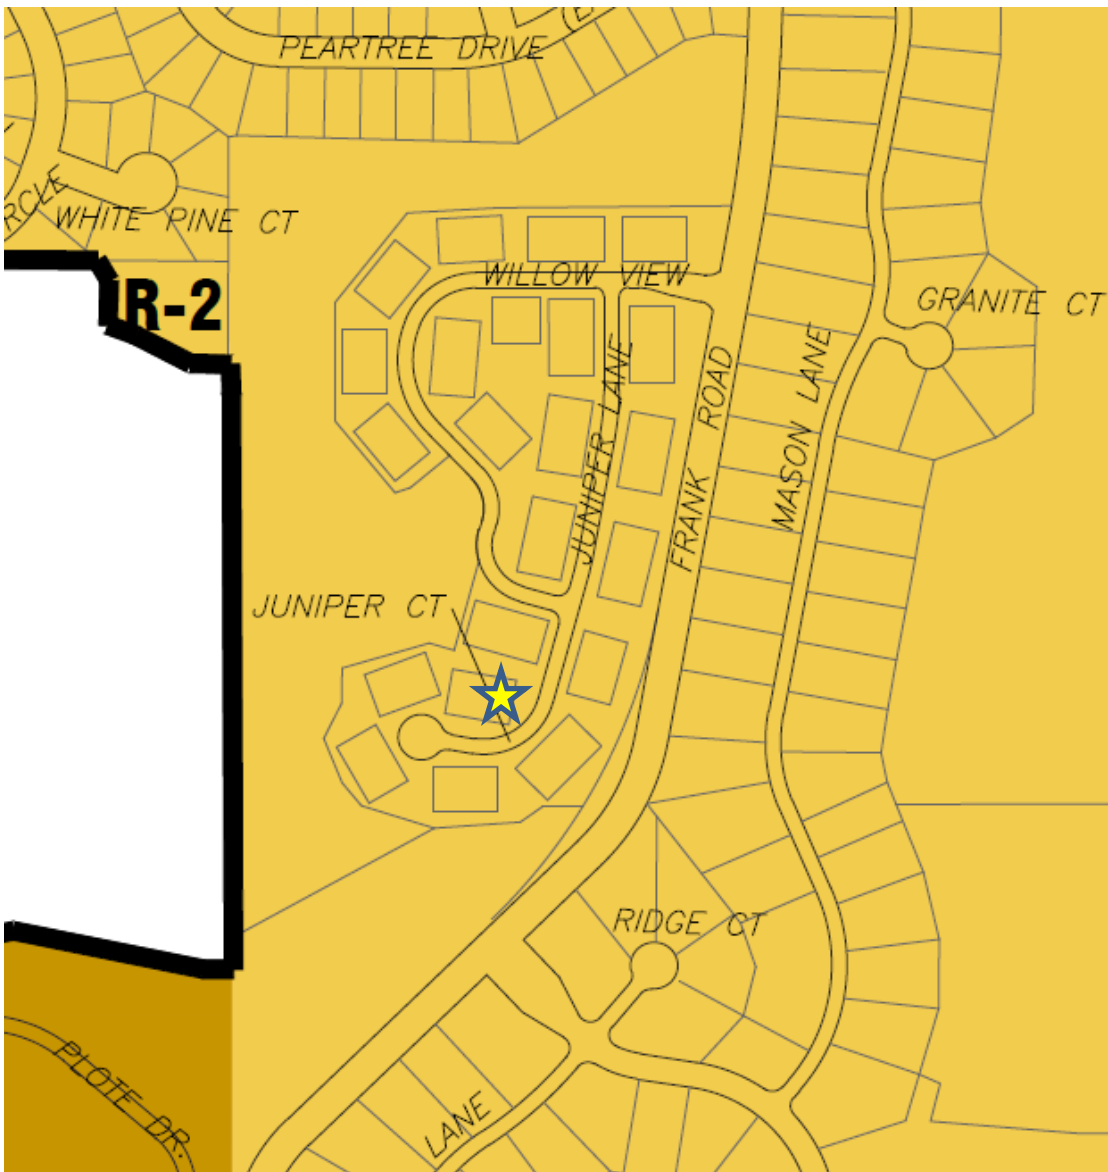 PEARTREE DRIVE
RCLE
WHITE PINE CT
R-2
WILLOW VIEW
GRANITE CT
JUNIPER LANE
FRANK ROAD
MASON LANE
JUNIPER CT
RIDGE CT
PLOTE DR.
LANE